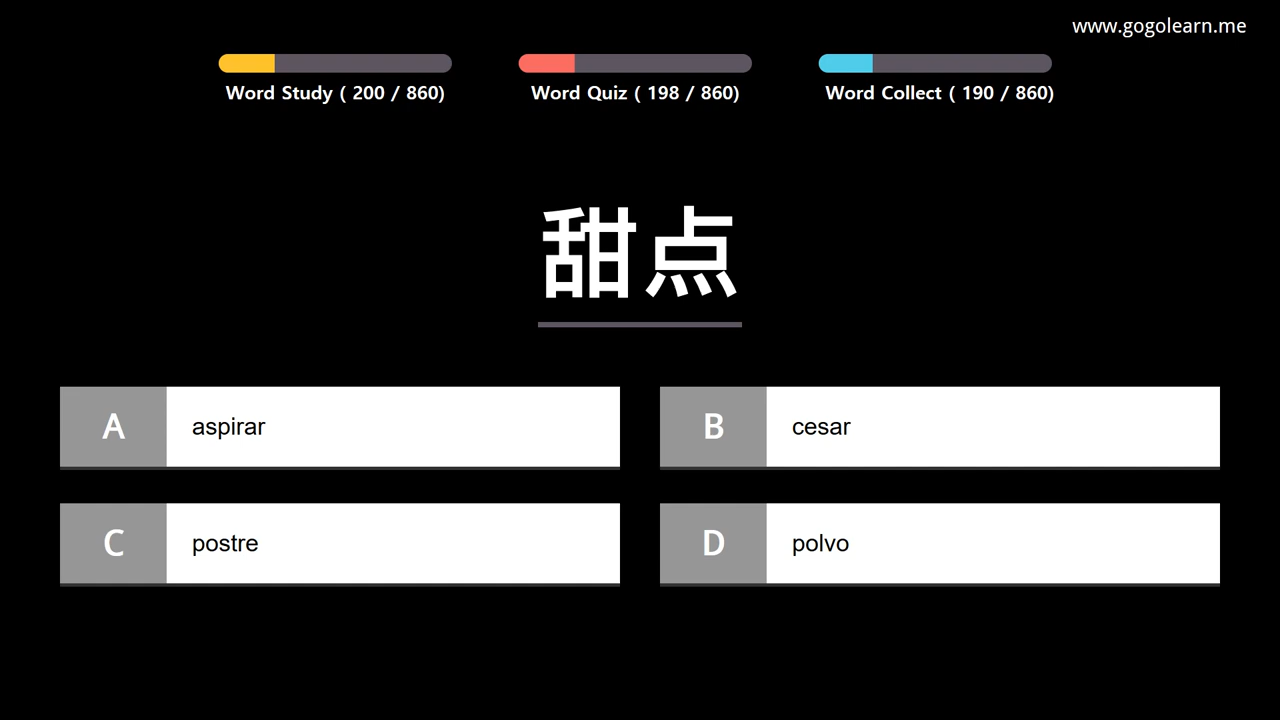 www.gogolearn.me
Word Study ( 200 / 860)
Word Quiz ( 198 / 860)
Word Collect ( 190 / 860)
甜点
A aspirar
B cesar
C postre
D polvo